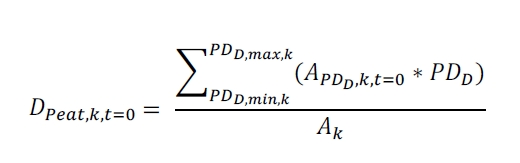 $$D_{Peat,k,t=0} = \frac{\sum_{PD_{D,min,k}}^{PD_{D,max,k}} (A_{PD_D,k,t=0} * PD_D)}{A_k}$$